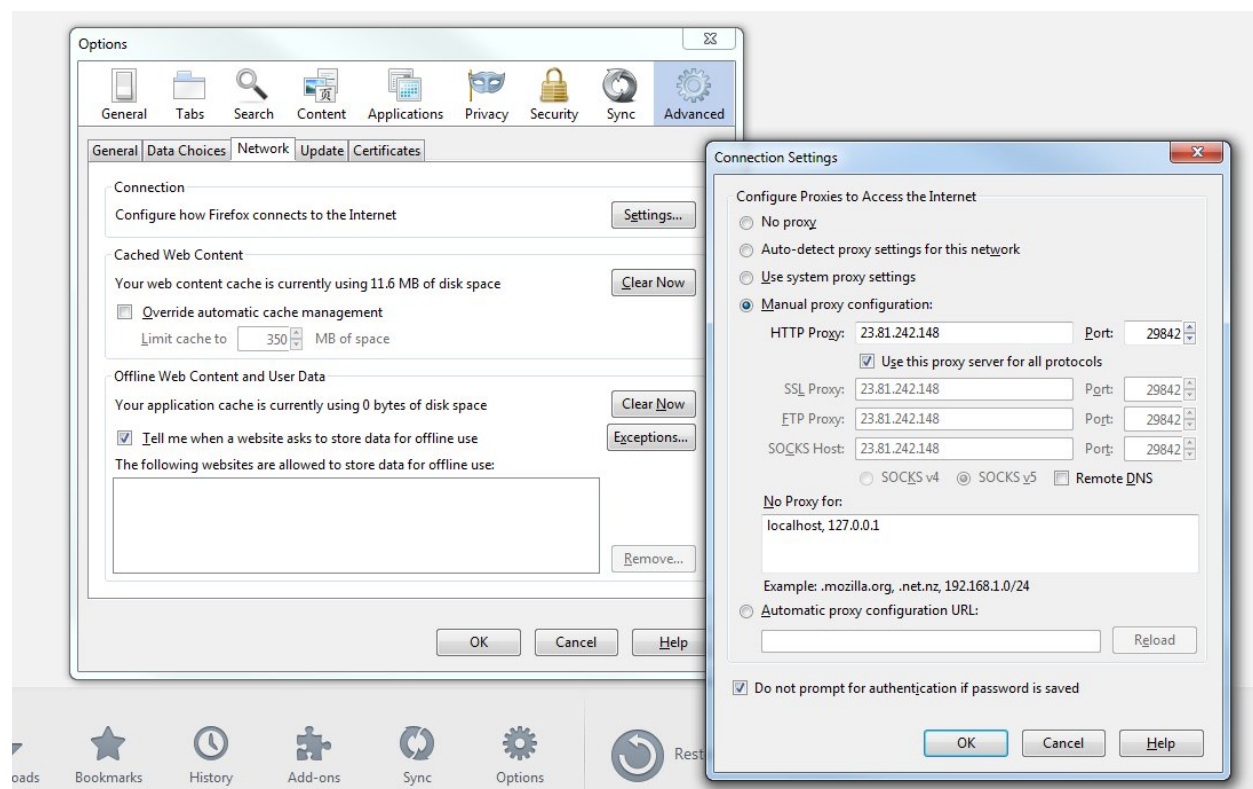 Options
General Tabs Search Content Applications Privacy Security Sync Advanced
General Data Choices Network Update Certificates
Connection
Configure how Firefox connects to the Internet Settings...
Cached Web Content
Your web content cache is currently using 11.6 MB of disk space Clear Now
Override automatic cache management
Limit cache to 350 MB of space
Offline Web Content and User Data
Your application cache is currently using 0 bytes of disk space Clear Now
Tell me when a website asks to store data for offline use Exceptions...
The following websites are allowed to store data for offline use:
Remove...
OK Cancel Help
Connection Settings
Configure Proxies to Access the Internet
No proxy
Auto-detect proxy settings for this network
Use system proxy settings
Manual proxy configuration:
HTTP Proxy: 23.81.242.148 Port: 29842
Use this proxy server for all protocols
SSL Proxy: 23.81.242.148 Port: 29842
FTP Proxy: 23.81.242.148 Port: 29842
SOCKS Host: 23.81.242.148 Port: 29842
SOCKS v4 SOCKS v5 Remote DNS
No Proxy for:
localhost, 127.0.0.1
Example: .mozilla.org, .net.nz, 192.168.1.0/24
Automatic proxy configuration URL:
Reload
Do not prompt for authentication if password is saved
OK Cancel Help
oads Bookmarks History Add-ons Sync Options Rest
页